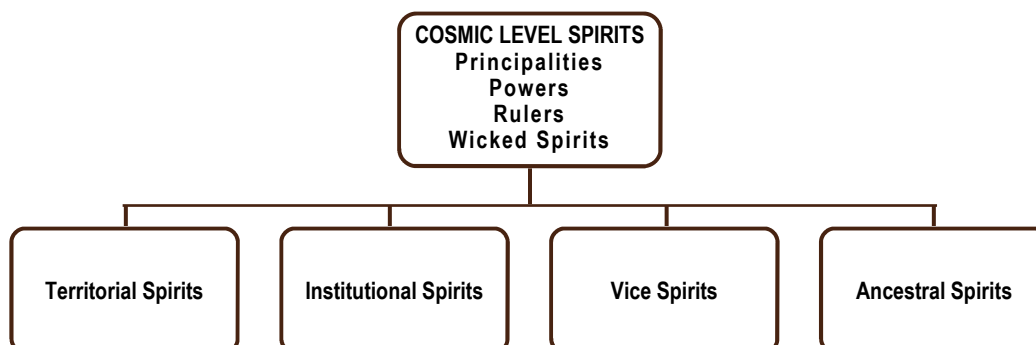 COSMIC LEVEL SPIRITS
Principalities
Powers
Rulers
Wicked Spirits
Territorial Spirits
Institutional Spirits
Vice Spirits
Ancestral Spirits